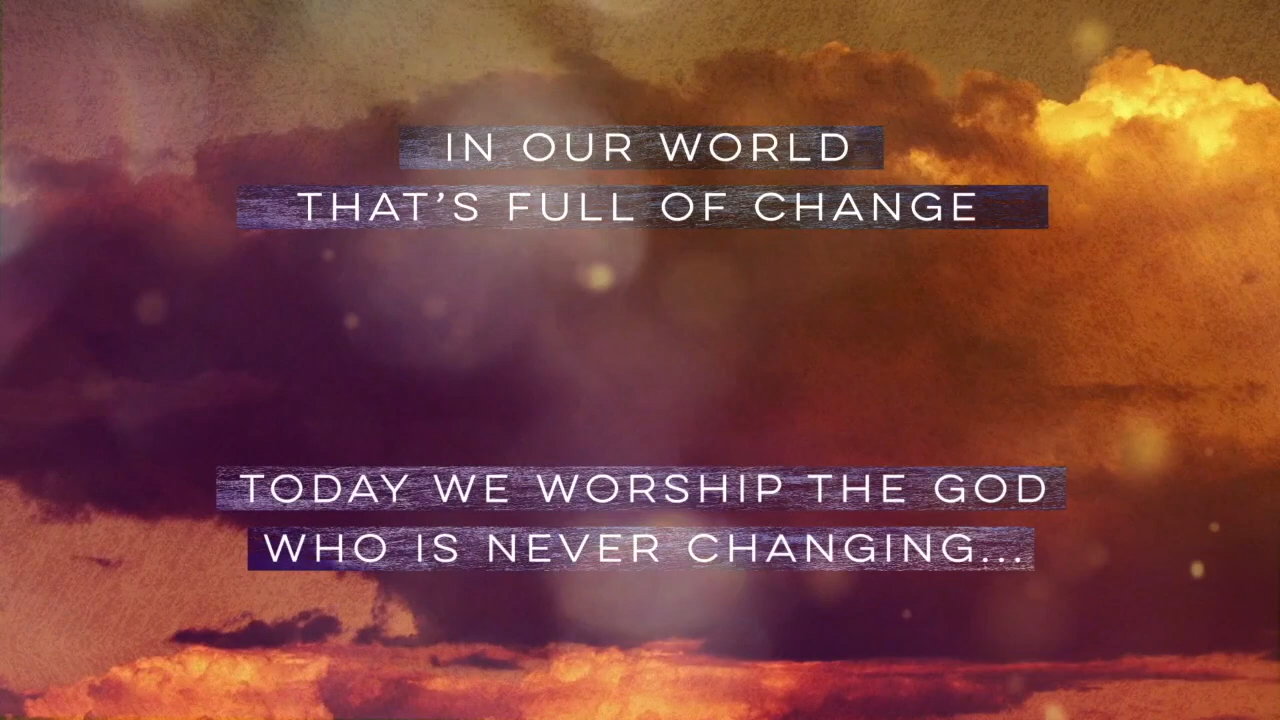 IN OUR WORLD
THAT’S FULL OF CHANGE
TODAY WE WORSHIP THE GOD
WHO IS NEVER CHANGING...